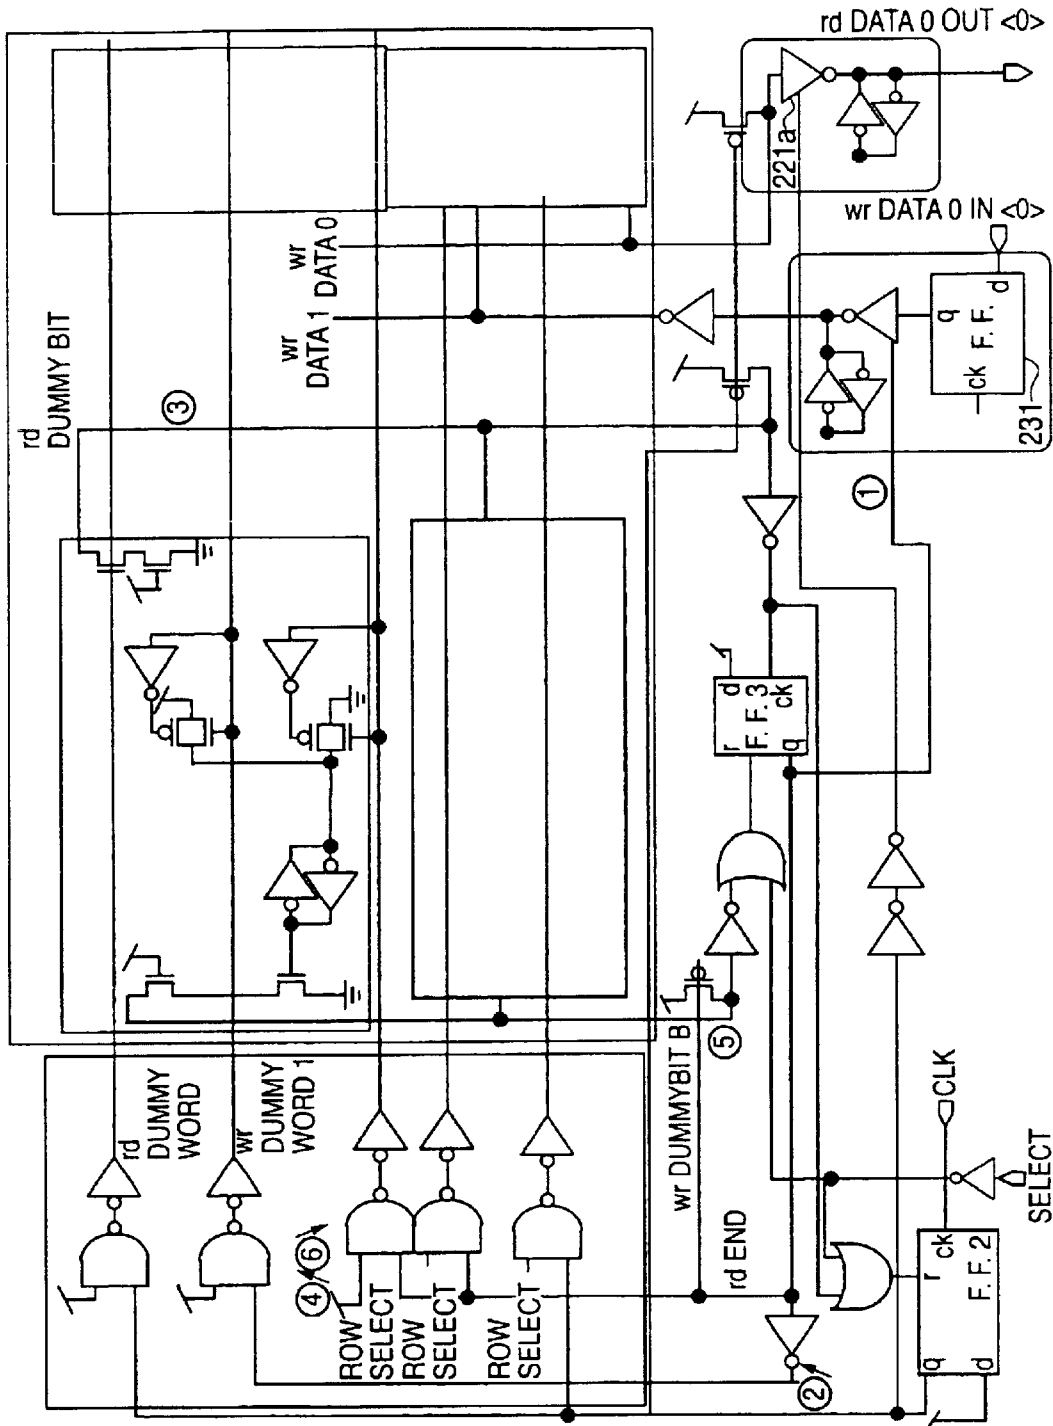 rd DATA 0 OUT <0>
221a
wr DATA 0 IN <0>
wr
DATA 0
wr
DATA 1
rd
DUMMY BIT
3
q
d
F. F.
ck
231
1
d
r
F. F. 3
ck
q
5
wr DUMMYBIT B
rd
DUMMY
WORD
wr
DUMMY
WORD 1
4
6
ROW
SELECT
ROW
SELECT
ROW
SELECT
rd END
2
CLK
SELECT
ck
r
F. F. 2
q
d